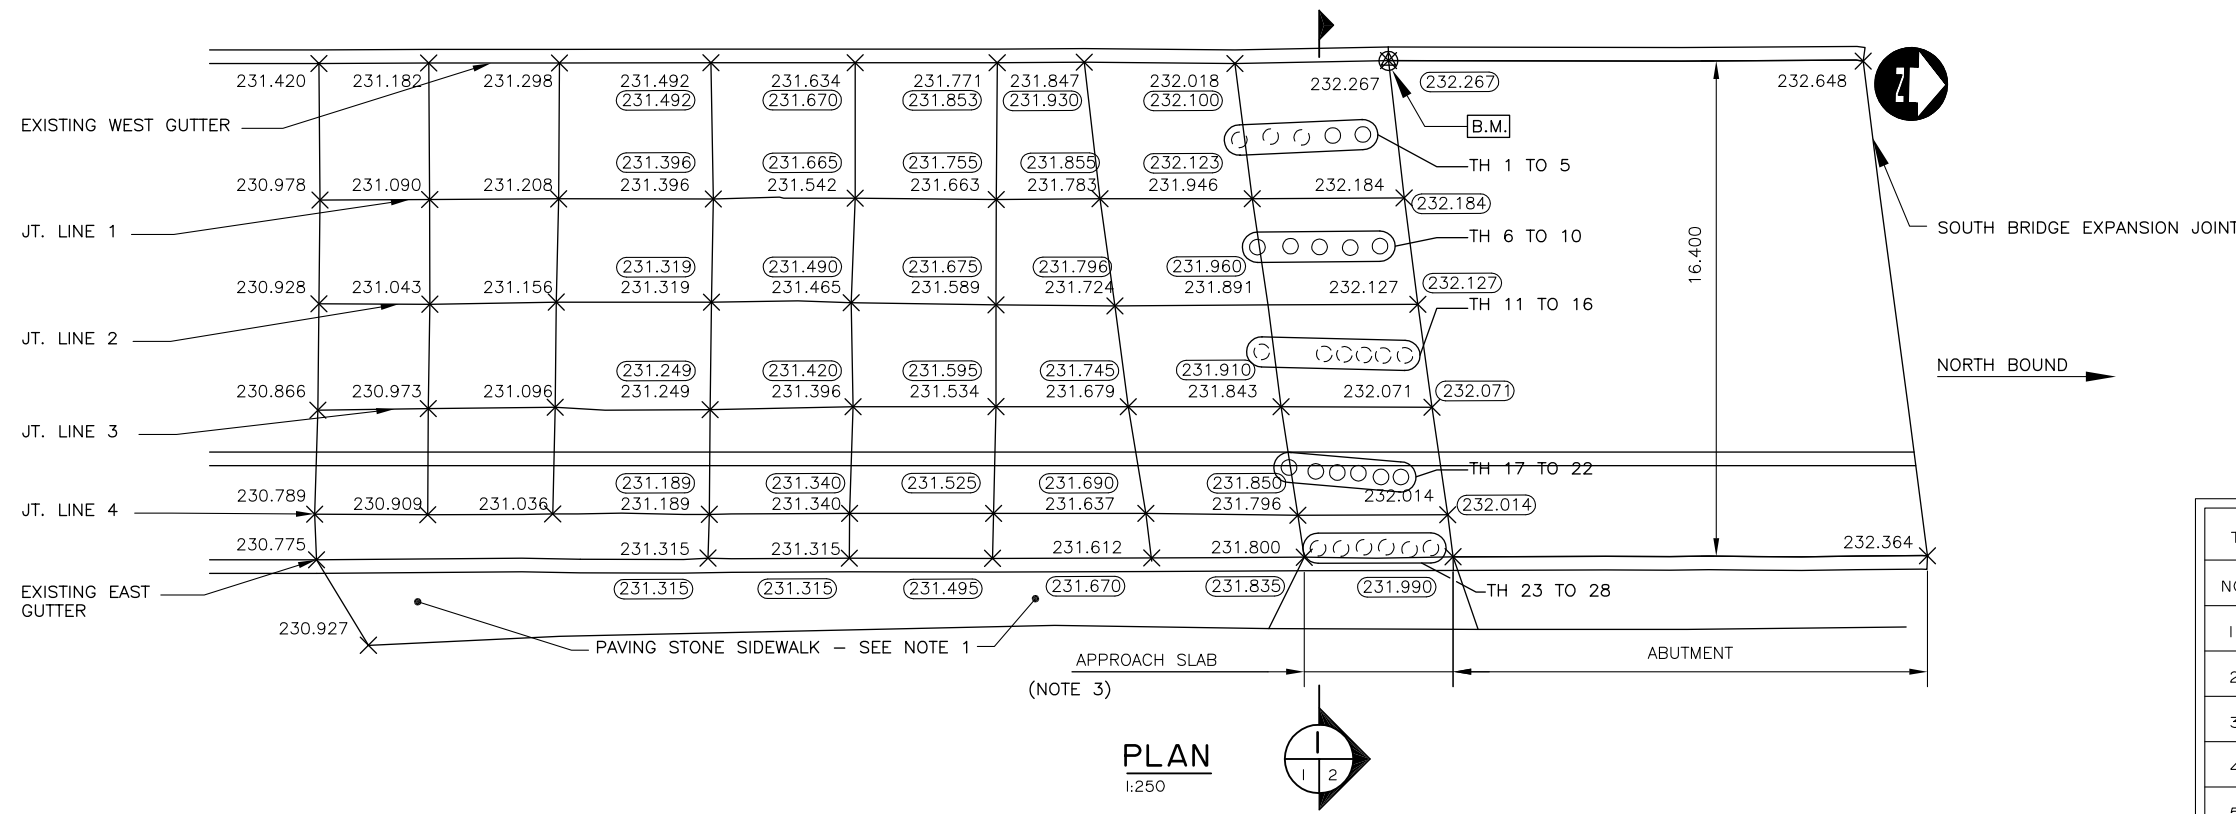 231.420 231.182 231.298 231.492 231.634 231.771 231.847 232.018 232.267 232.267 232.648
231.492 231.670 231.853 231.930 232.100
N
EXISTING WEST GUTTER
B.M.
TH 1 TO 5
231.396 231.665 231.755 231.855 232.123
230.978 231.090 231.208 231.396 231.542 231.663 231.783 231.946 232.184
232.184
JT. LINE 1
SOUTH BRIDGE EXPANSION JOINT
TH 6 TO 10
16.400
231.319 231.490 231.675 231.796 231.960
230.928 231.043 231.156 231.319 231.465 231.589 231.724 231.891 232.127 232.127
TH 11 TO 16
JT. LINE 2
NORTH BOUND
231.249 231.420 231.595 231.745 231.910
230.866 230.973 231.096 231.249 231.396 231.534 231.679 231.843 232.071 232.071
JT. LINE 3
TH 17 TO 22
231.189 231.340 231.525 231.690 231.850
230.789 230.909 231.036 231.189 231.340 231.637 231.796 232.014 232.014
JT. LINE 4
230.775 231.315 231.315 231.612 231.800 232.364
EXISTING EAST
GUTTER
231.315 231.315 231.495 231.670 231.835 231.990
TH 23 TO 28
230.927
PAVING STONE SIDEWALK – SEE NOTE 1
APPROACH SLAB
ABUTMENT
(NOTE 3)
PLAN
1:250
1
1 2
T
NO
1
2
3
4
5